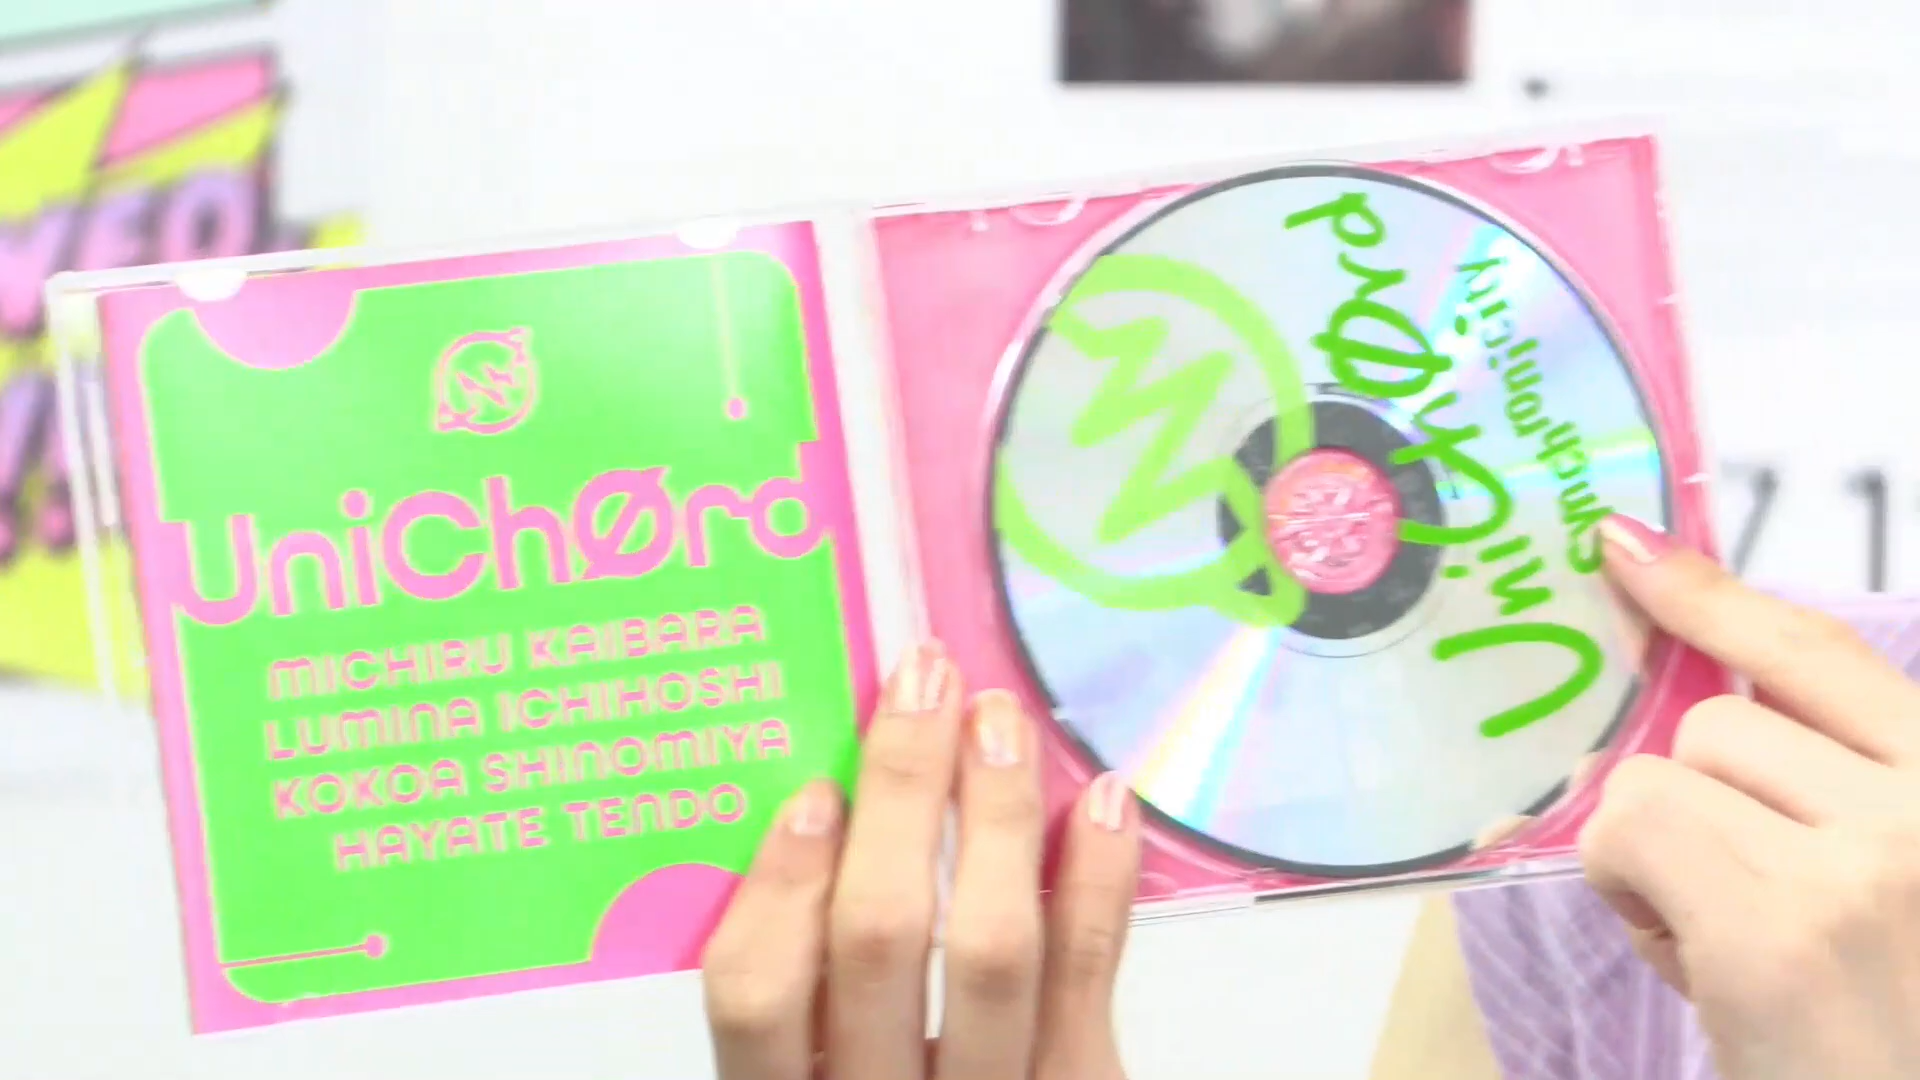 UniChØrd
MICHIRU KAIBARA
LUMINA ICHIHOSHI
KOKOA SHINOMIYA
HAYATE TENDO
UniChØrd
synchronicity